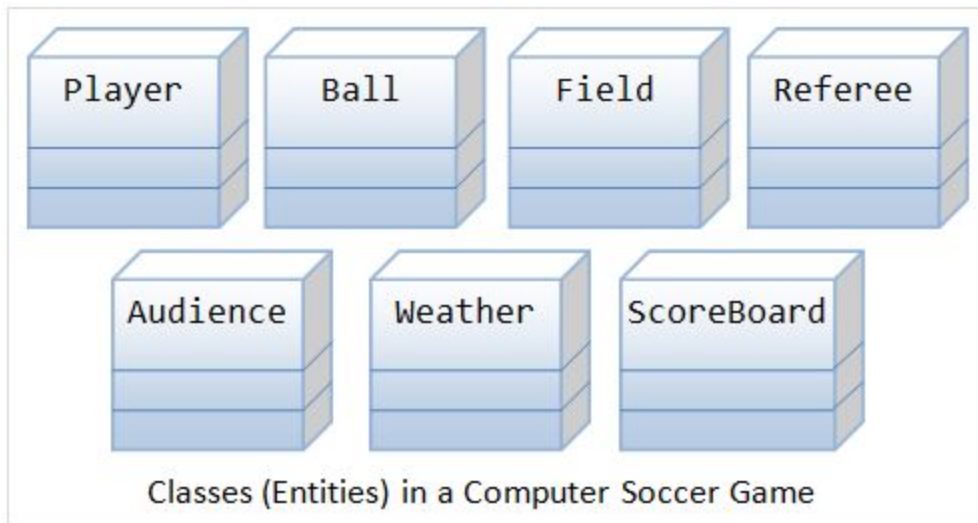 Player Ball Field Referee
Audience Weather ScoreBoard
Classes (Entities) in a Computer Soccer Game